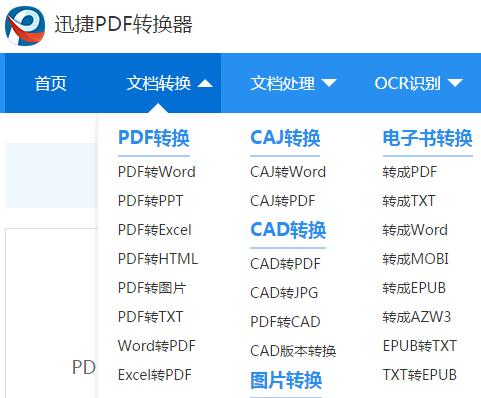 迅捷PDF转换器
首页
文档转换
文档处理
OCR识别
PDF转换
PDF转Word
PDF转PPT
PDF转Excel
PDF转HTML
PDF转图片
PDF转TXT
Word转PDF
Excel转PDF
CAJ转换
CAJ转Word
CAJ转PDF
CAD转换
CAD转PDF
CAD转JPG
PDF转CAD
CAD版本转换
图片转换
电子书转换
转成PDF
转成TXT
转成Word
转成MOBI
转成EPUB
转成AZW3
EPUB转TXT
TXT转EPUB
PD